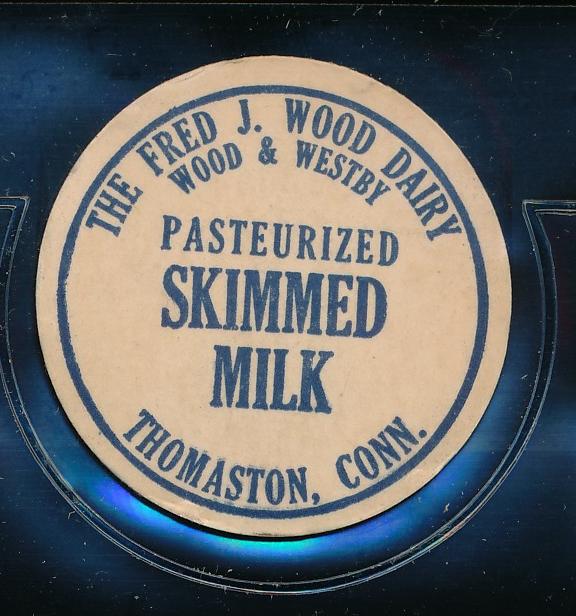 THE FRED J. WOOD DAIRY
WOOD & WESTBY
PASTEURIZED
SKIMMED
MILK
THOMASTON, CONN.